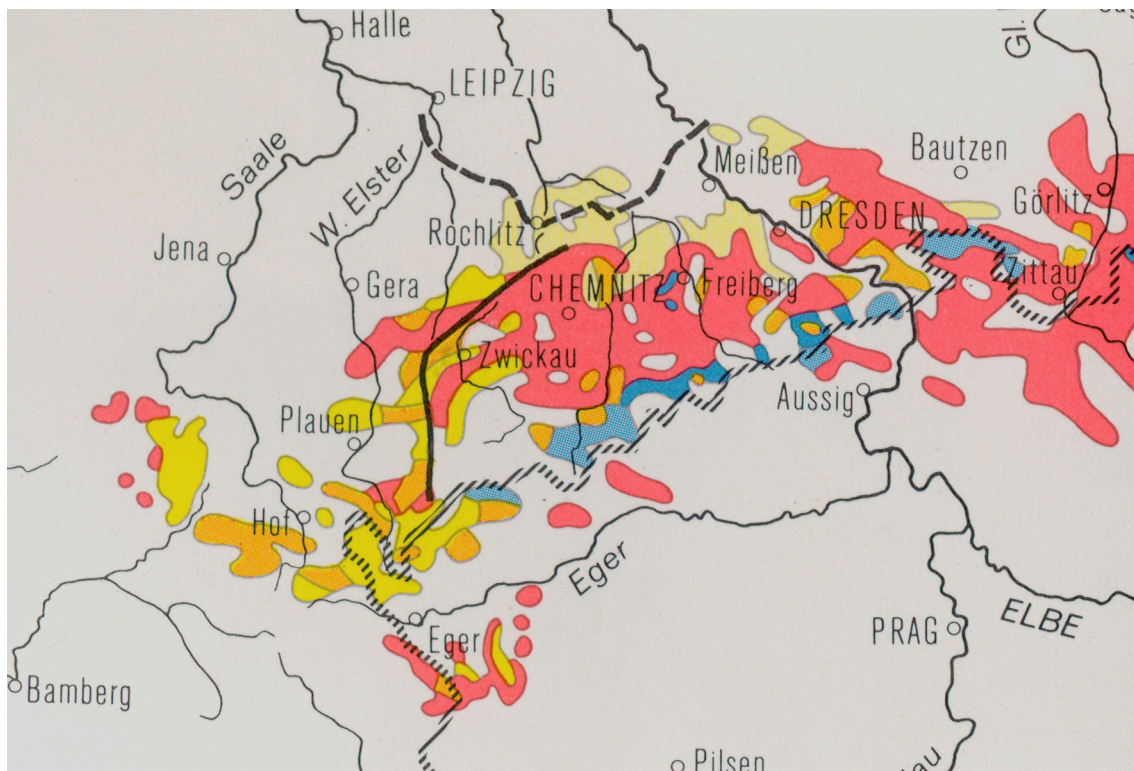 Halle
Gl.
LEIPZIG
Saale
W. Elster
Meißen
Bautzen
Görlitz
Rochlitz
DRESDEN
Jena
Gera
CHEMNITZ
Freiberg
Zittau
Zwickau
Aussig
Plauen
Hof
Eger
ELBE
Eger
PRAG
Bamberg
Pilsen